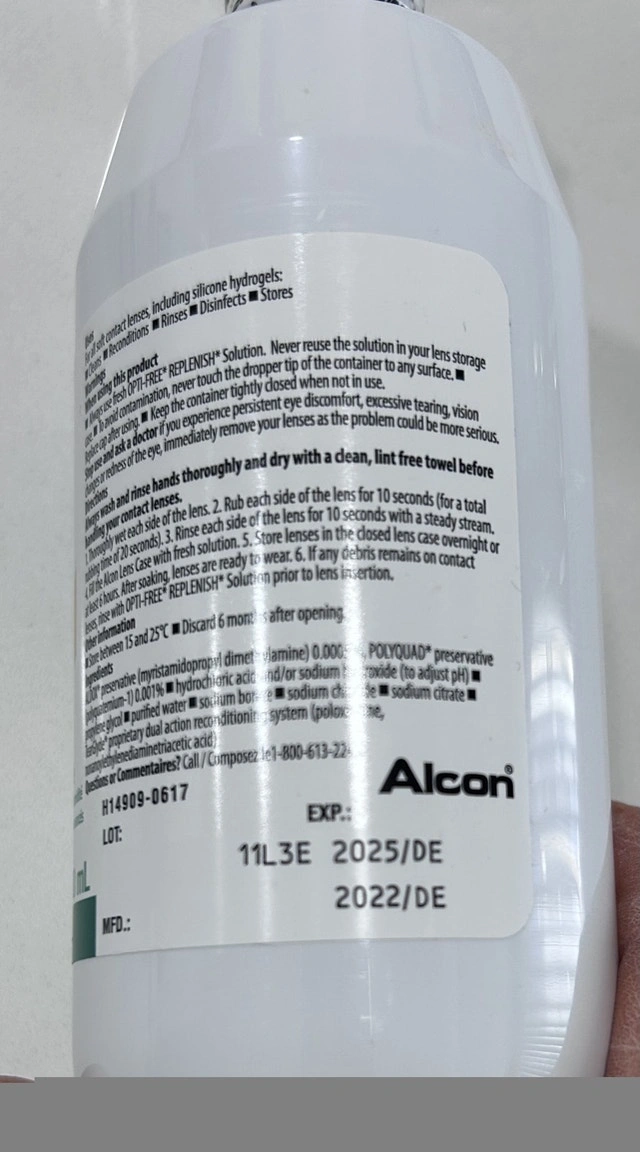 Uses
For all soft contact lenses, including silicone hydrogels:
■ Cleans ■ Reconditions ■ Rinses ■ Disinfects ■ Stores
Warnings
When using this product
■ Always use fresh OPTI-FREE® REPLENISH® Solution. Never reuse the solution in your lens storage
■ To avoid contamination, never touch the dropper tip of the container to any surface. ■
Replace cap after using. ■ Keep the container tightly closed when not in use.
Stop use and ask a doctor if you experience persistent eye discomfort, excessive tearing, vision
changes or redness of the eye, immediately remove your lenses as the problem could be more serious.
Directions
Always wash and rinse hands thoroughly and dry with a clean, lint free towel before
handling your contact lenses.
1. Thoroughly wet each side of the lens. 2. Rub each side of the lens for 10 seconds (for a total
rubbing time of 20 seconds). 3. Rinse each side of the lens for 10 seconds with a steady stream.
4. Fill the Alcon Lens Case with fresh solution. 5. Store lenses in the closed lens case overnight or
at least 6 hours. After soaking, lenses are ready to wear. 6. If any debris remains on contact
lenses, rinse with OPTI-FREE® REPLENISH® Solution prior to lens insertion.
Other information
■ Store between 15 and 25°C ■ Discard 6 months after opening.
Ingredients
preservative (myristamidopropyl dimethylamine) POLYQUAD® preservative
0.001% ■ hydrochloric acid and/or sodium hydroxide (to adjust pH) ■
propylene glycol ■ purified water ■ sodium borate ■ sodium chloride ■ sodium citrate ■
proprietary dual action reconditioning system
Questions or Commentaires? Call / Composez le 1-800-613-22
Alcon®
H14909-0617
LOT: EXP.:
11L3E 2025/DE
2022/DE
MFD.:
mL